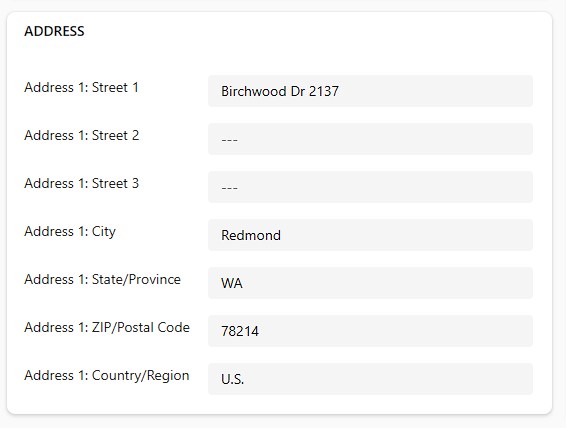 ADDRESS
Address 1: Street 1 Birchwood Dr 2137
Address 1: Street 2 ---
Address 1: Street 3 ---
Address 1: City Redmond
Address 1: State/Province WA
Address 1: ZIP/Postal Code 78214
Address 1: Country/Region U.S.